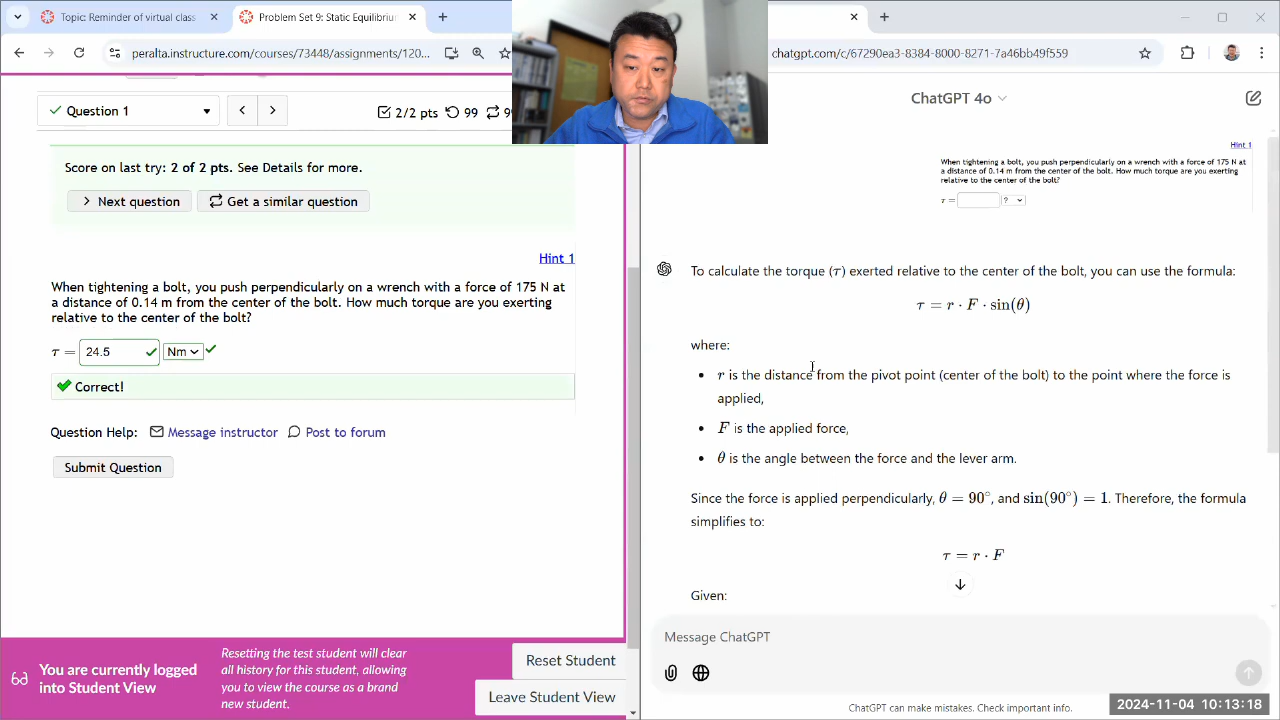 Topic: Reminder of virtual class
Problem Set 9: Static Equilibriu
peralta.instructure.com/courses/73448/assignments/120...
chatgpt.com/c/67290ea3-8384-8000-8271-7a46bb49f559
Question 1
2/2 pts
99
Score on last try: 2 of 2 pts. See Details for more.
Next question
Get a similar question
Hint 1
When tightening a bolt, you push perpendicularly on a wrench with a force of 175 N at
a distance of 0.14 m from the center of the bolt. How much torque are you exerting
relative to the center of the bolt?
τ = 24.5 Nm
Correct!
Question Help: Message instructor Post to forum
Submit Question
You are currently logged
into Student View
Resetting the test student will clear
all history for this student, allowing
you to view the course as a brand
new student.
Reset Student
Leave Student View
ChatGPT 4o
Hint 1
When tightening a bolt, you push perpendicularly on a wrench with a force of 175 N at
a distance of 0.14 m from the center of the bolt. How much torque are you exerting
relative to the center of the bolt?
τ = ?
To calculate the torque (τ) exerted relative to the center of the bolt, you can use the formula:
τ = r · F · sin(θ)
where:
• r is the distance from the pivot point (center of the bolt) to the point where the force is
applied,
• F is the applied force,
• θ is the angle between the force and the lever arm.
Since the force is applied perpendicularly, θ = 90°, and sin(90°) = 1. Therefore, the formula
simplifies to:
τ = r · F
Given:
Message ChatGPT
ChatGPT can make mistakes. Check important info.
2024-11-04 10:13:18